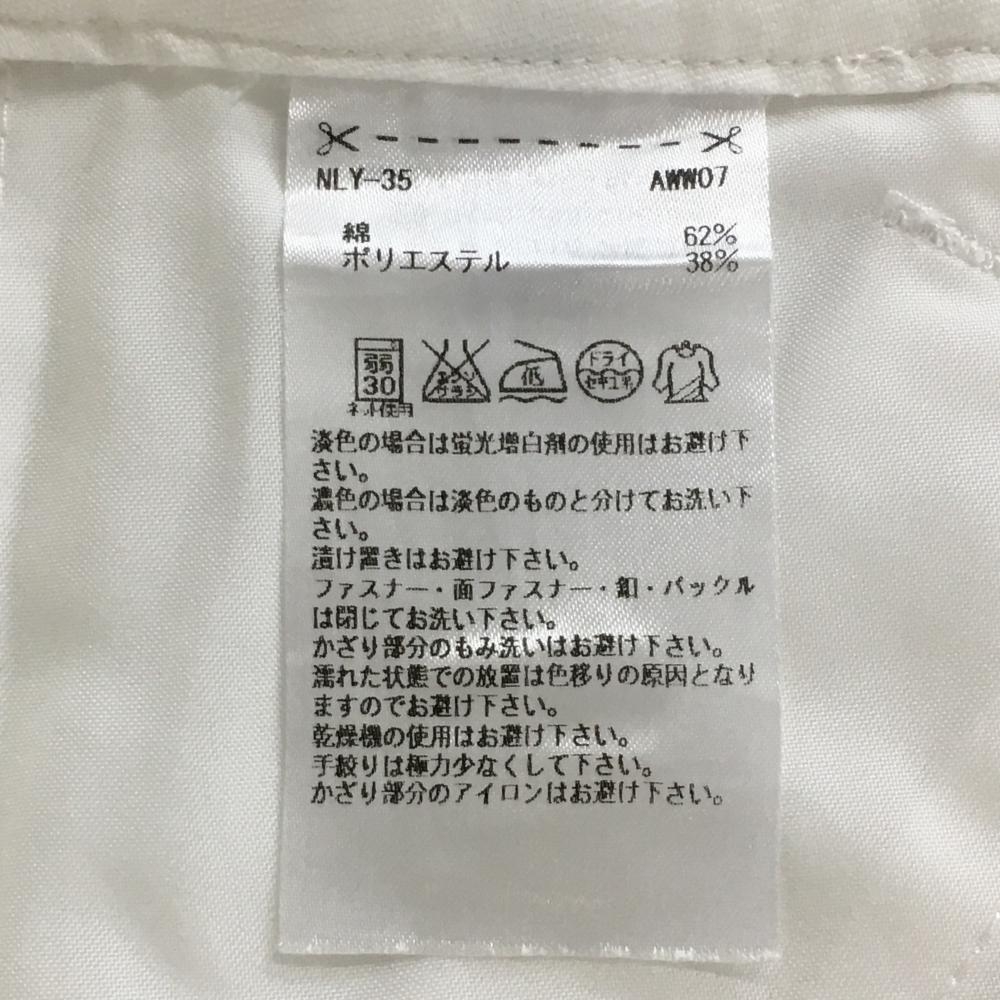 NLY-35 AWW07
綿 62%
ポリエステル 38%
弱
30
ネット使用
エンソ
サラシ
低
ドライ
セキユ系
淡色の場合は蛍光増白剤の使用はお避け下
さい。
濃色の場合は淡色のものと分けてお洗い下
さい。
漬け置きはお避け下さい。
ファスナー・面ファスナー・釦・バックル
は閉じてお洗い下さい。
かざり部分のもみ洗いはお避け下さい。
濡れた状態での放置は色移りの原因となり
ますのでお避け下さい。
乾燥機の使用はお避け下さい。
手絞りは極力少なくして下さい。
かざり部分のアイロンはお避け下さい。